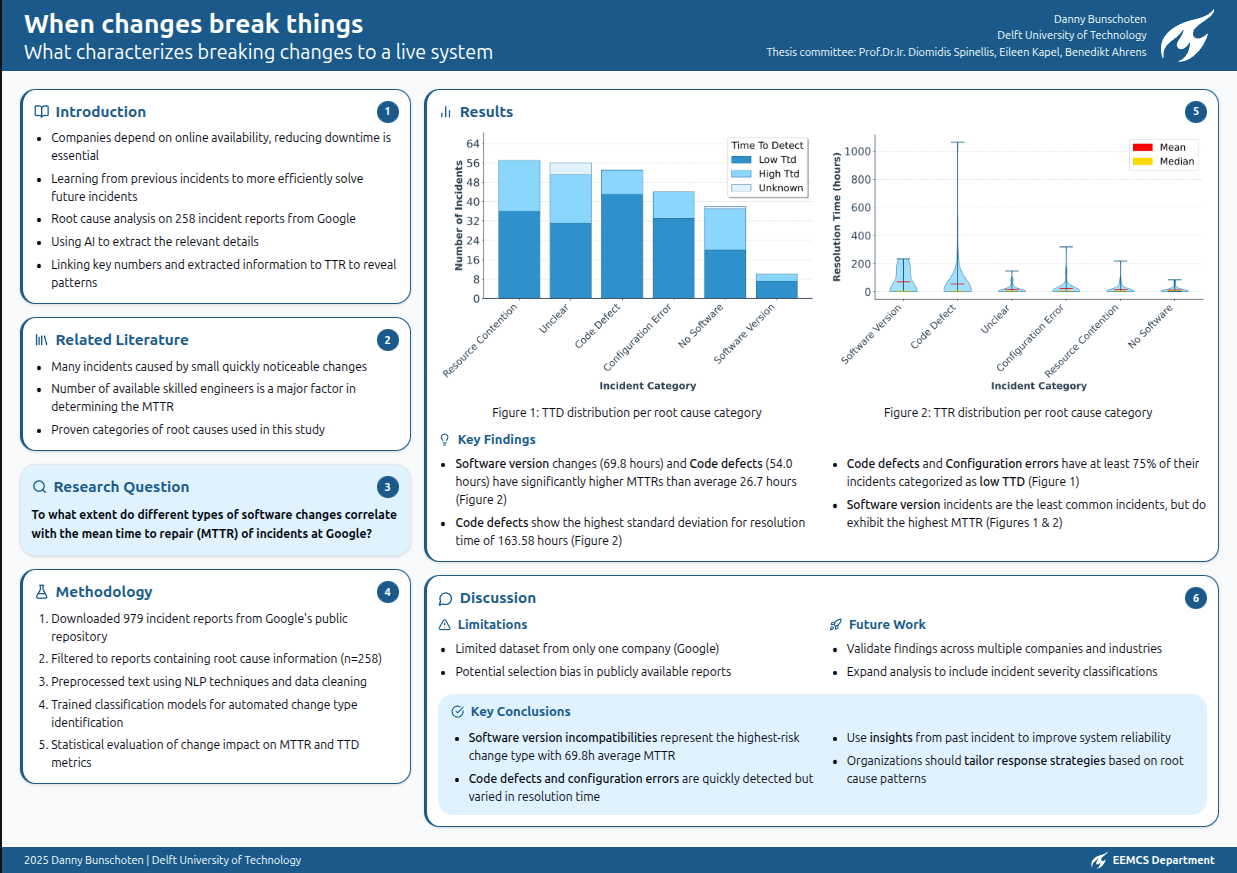 When changes break things
What characterizes breaking changes to a live system
Danny Bunschoten
Delft University of Technology
Thesis committee: Prof.Dr.Ir. Diomidis Spinellis, Eileen Kapel, Benedikt Ahrens
Introduction
1
• Companies depend on online availability, reducing downtime is
essential
• Learning from previous incidents to more efficiently solve
future incidents
• Root cause analysis on 258 incident reports from Google
• Using AI to extract the relevant details
• Linking key numbers and extracted information to TTR to reveal
patterns
Related Literature
2
• Many incidents caused by small quickly noticeable changes
• Number of available skilled engineers is a major factor in
determining the MTTR
• Proven categories of root causes used in this study
Research Question
3
To what extent do different types of software changes correlate
with the mean time to repair (MTTR) of incidents at Google?
Methodology
4
1. Downloaded 979 incident reports from Google's public
repository
2. Filtered to reports containing root cause information (n=258)
3. Preprocessed text using NLP techniques and data cleaning
4. Trained classification models for automated change type
identification
5. Statistical evaluation of change impact on MTTR and TTD
metrics
Results
5
Number of Incidents
64
56
48
40
32
24
16
8
0
Time To Detect
Low Ttd
High Ttd
Unknown
Resource Contention
Unclear
Code Defect
Configuration Error
No Software
Software Version
Incident Category
Figure 1: TTD distribution per root cause category
Resolution Time (hours)
1000
800
600
400
200
0
Mean
Median
Software Version
Code Defect
Unclear
Configuration Error
Resource Contention
No Software
Incident Category
Figure 2: TTR distribution per root cause category
Key Findings
• Software version changes (69.8 hours) and Code defects (54.0
hours) have significantly higher MTTRs than average 26.7 hours
(Figure 2)
• Code defects show the highest standard deviation for resolution
time of 163.58 hours (Figure 2)
• Code defects and Configuration errors have at least 75% of their
incidents categorized as low TTD (Figure 1)
• Software version incidents are the least common incidents, but do
exhibit the highest MTTR (Figures 1 & 2)
Discussion
6
Limitations
• Limited dataset from only one company (Google)
• Potential selection bias in publicly available reports
Future Work
• Validate findings across multiple companies and industries
• Expand analysis to include incident severity classifications
Key Conclusions
• Software version incompatibilities represent the highest-risk
change type with 69.8h average MTTR
• Code defects and configuration errors are quickly detected but
varied in resolution time
• Use insights from past incident to improve system reliability
• Organizations should tailor response strategies based on root
cause patterns
2025 Danny Bunschoten | Delft University of Technology
EEMCS Department